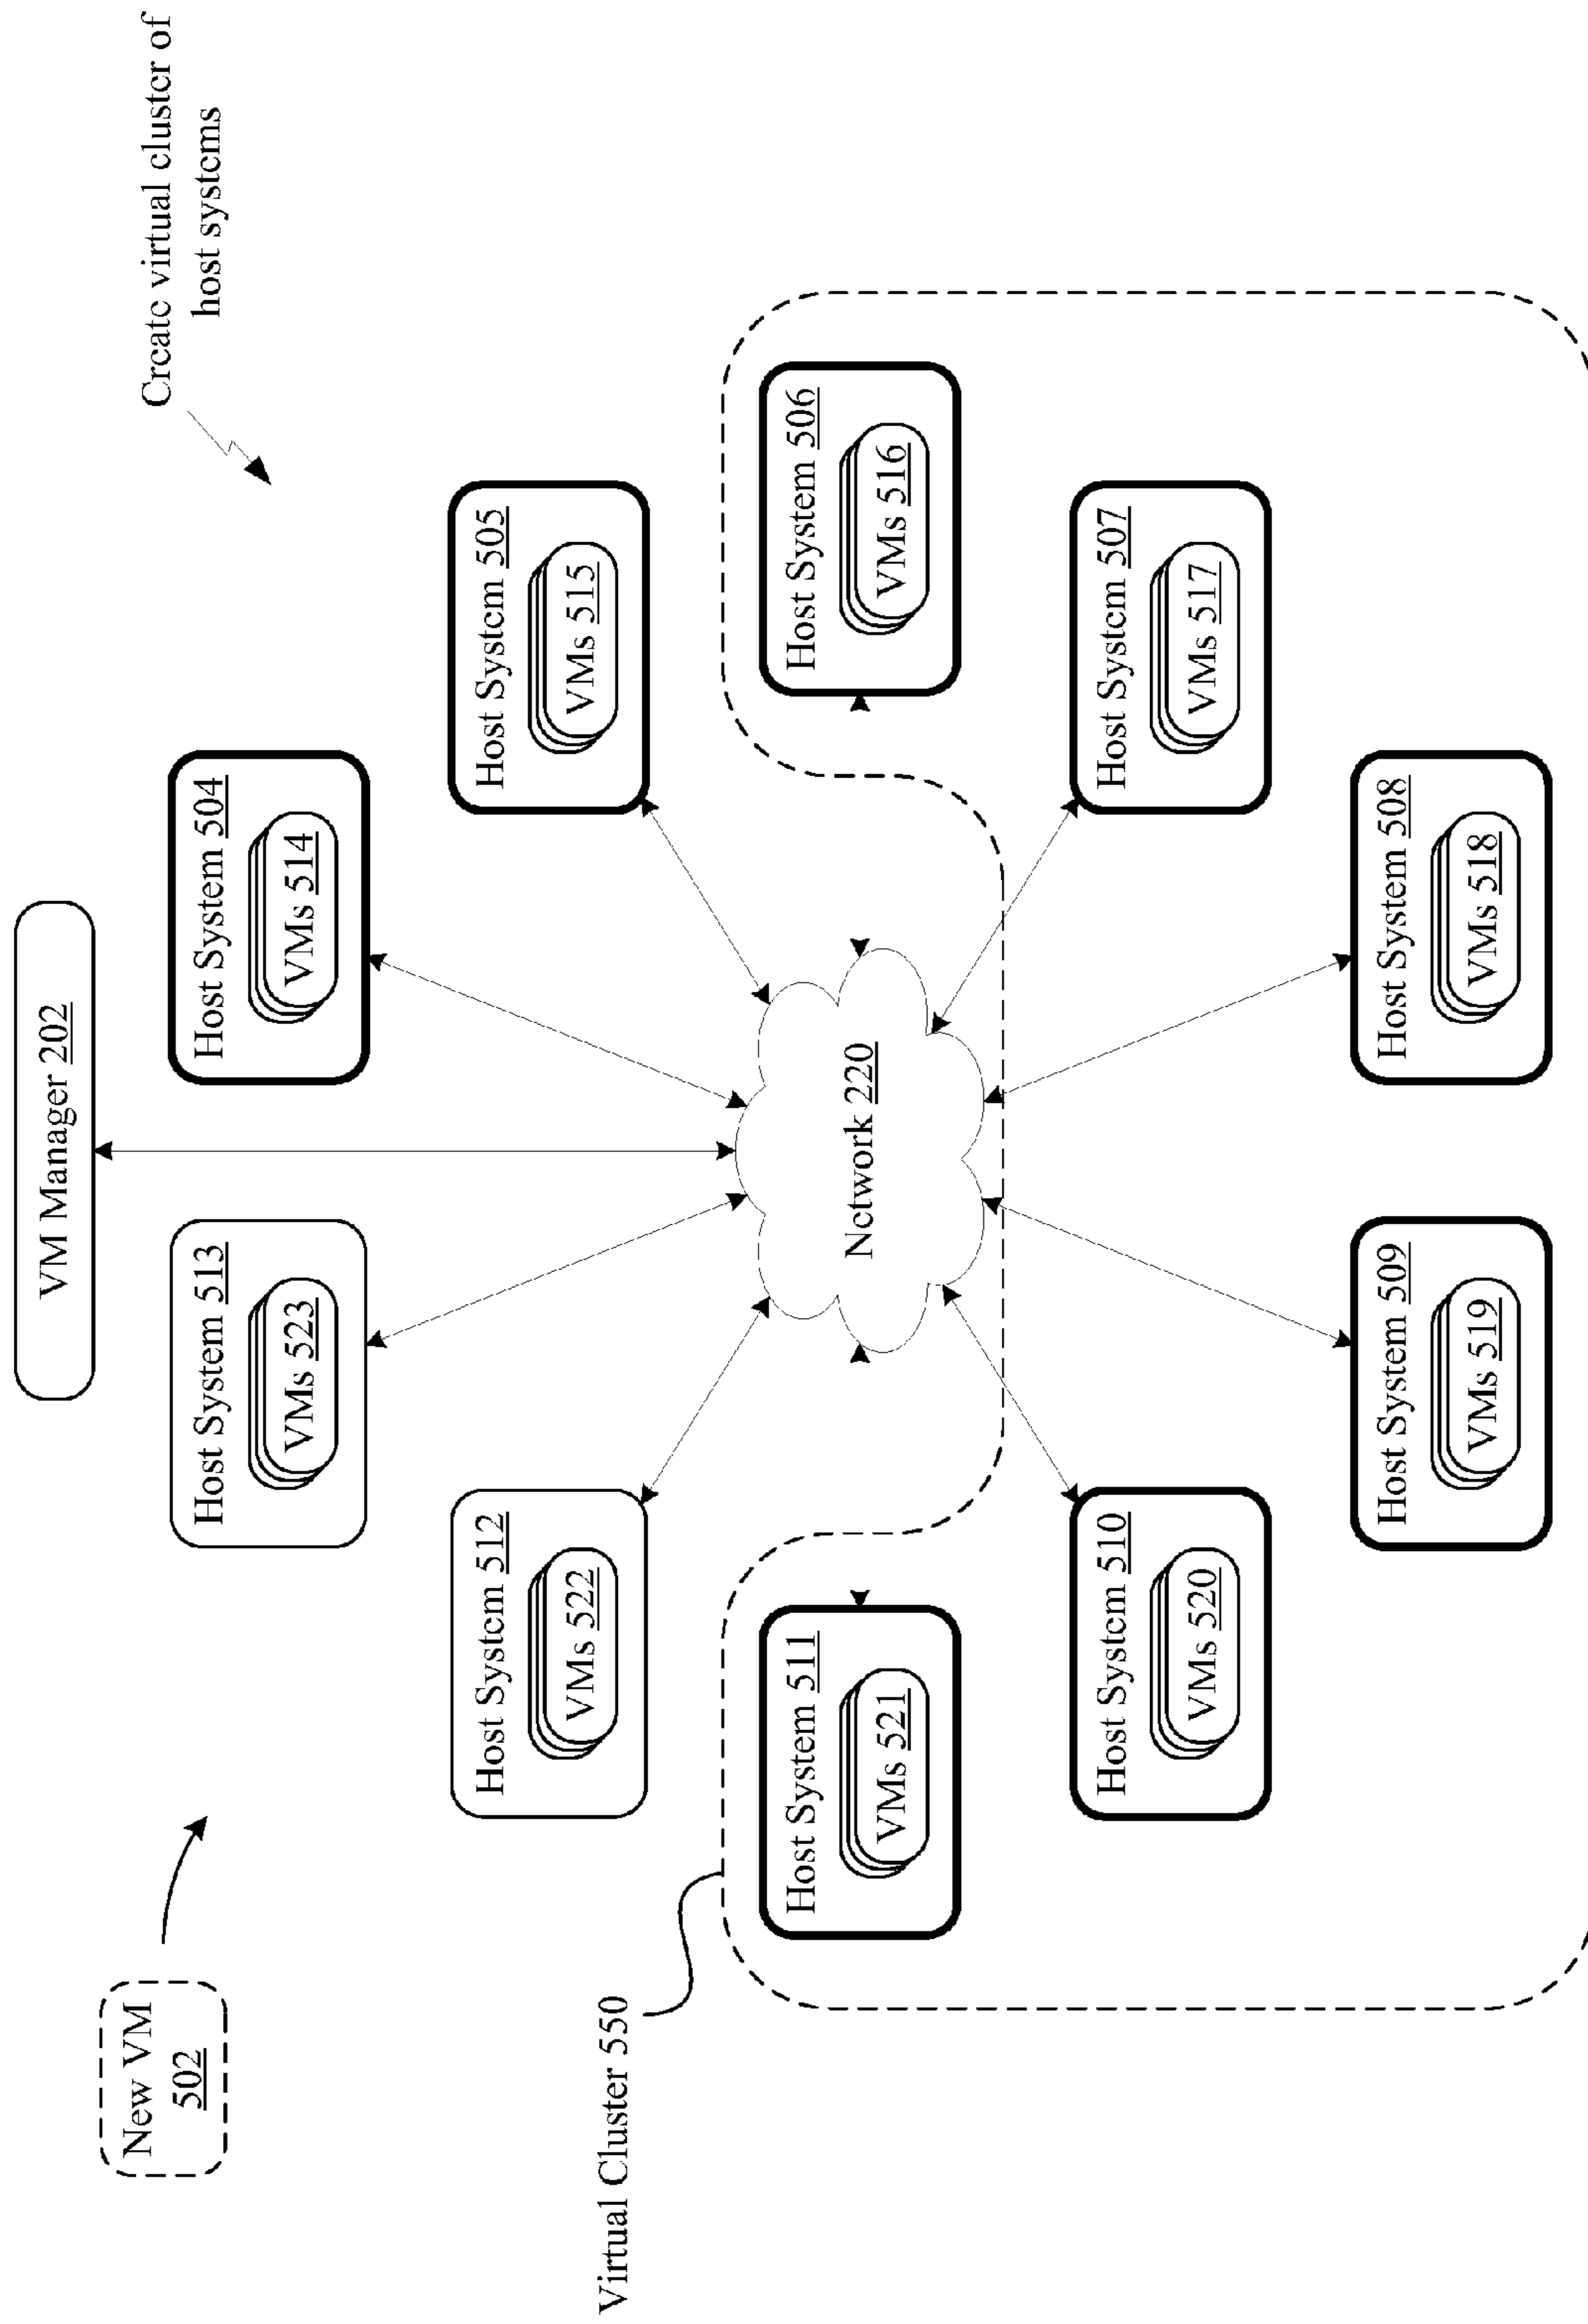 Create virtual cluster of
host systems
VM Manager 202
New VM
502
Host System 513
VMs 523
Host System 504
VMs 514
Host System 512
VMs 522
Host System 505
VMs 515
Virtual Cluster 550
Host System 511
VMs 521
Network 220
Host System 506
VMs 516
Host System 510
VMs 520
Host System 507
VMs 517
Host System 509
VMs 519
Host System 508
VMs 518